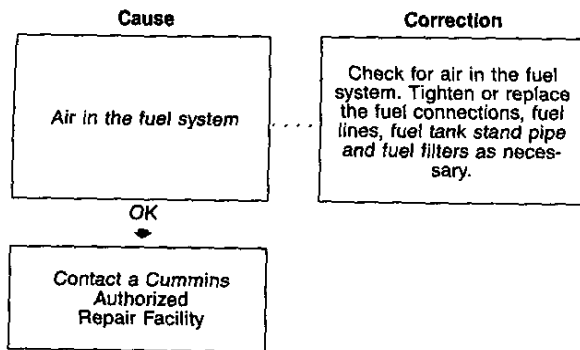 Cause
Correction
Air in the fuel system
Check for air in the fuel
system. Tighten or replace
the fuel connections, fuel
lines, fuel tank stand pipe
and fuel filters as neces-
sary.
OK
Contact a Cummins
Authorized
Repair Facility